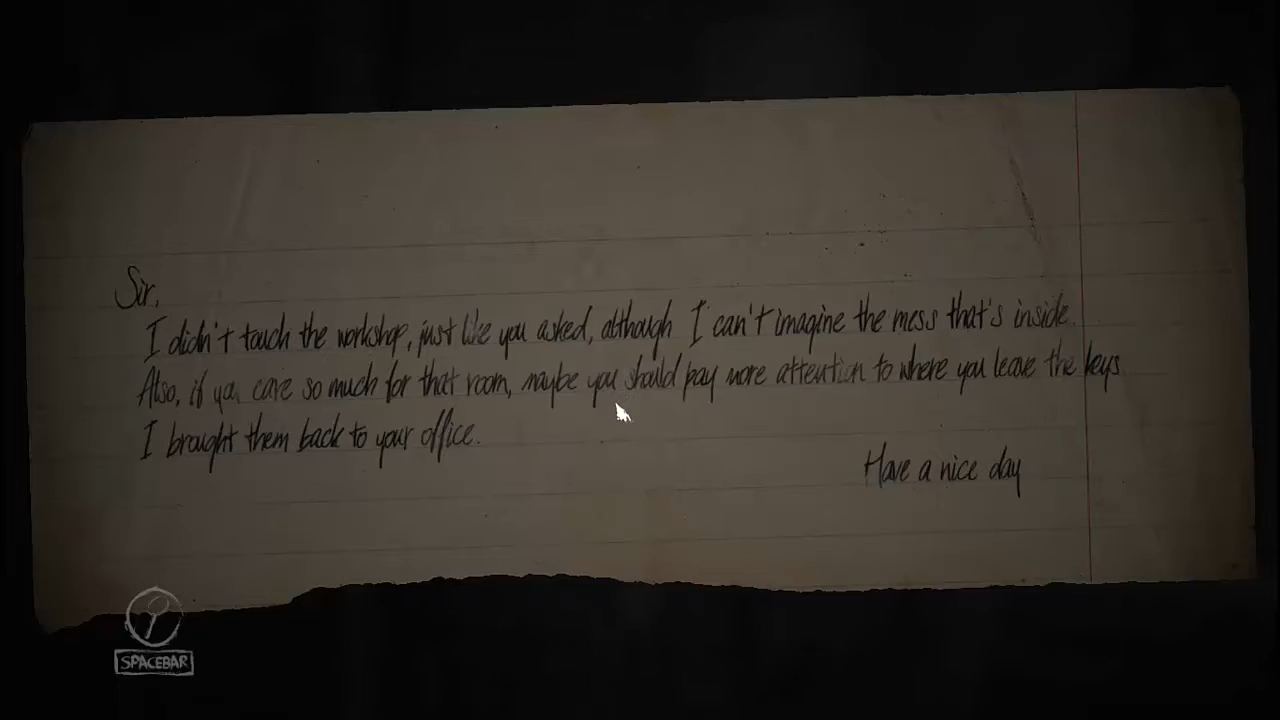 Sir,
I didn't touch the workshop, just like you asked, although I can't imagine the mess that's inside.
Also, if you care so much for that room, maybe you should pay more attention to where you leave the keys
I brought them back to your office.
Have a nice day
SPACEBAR